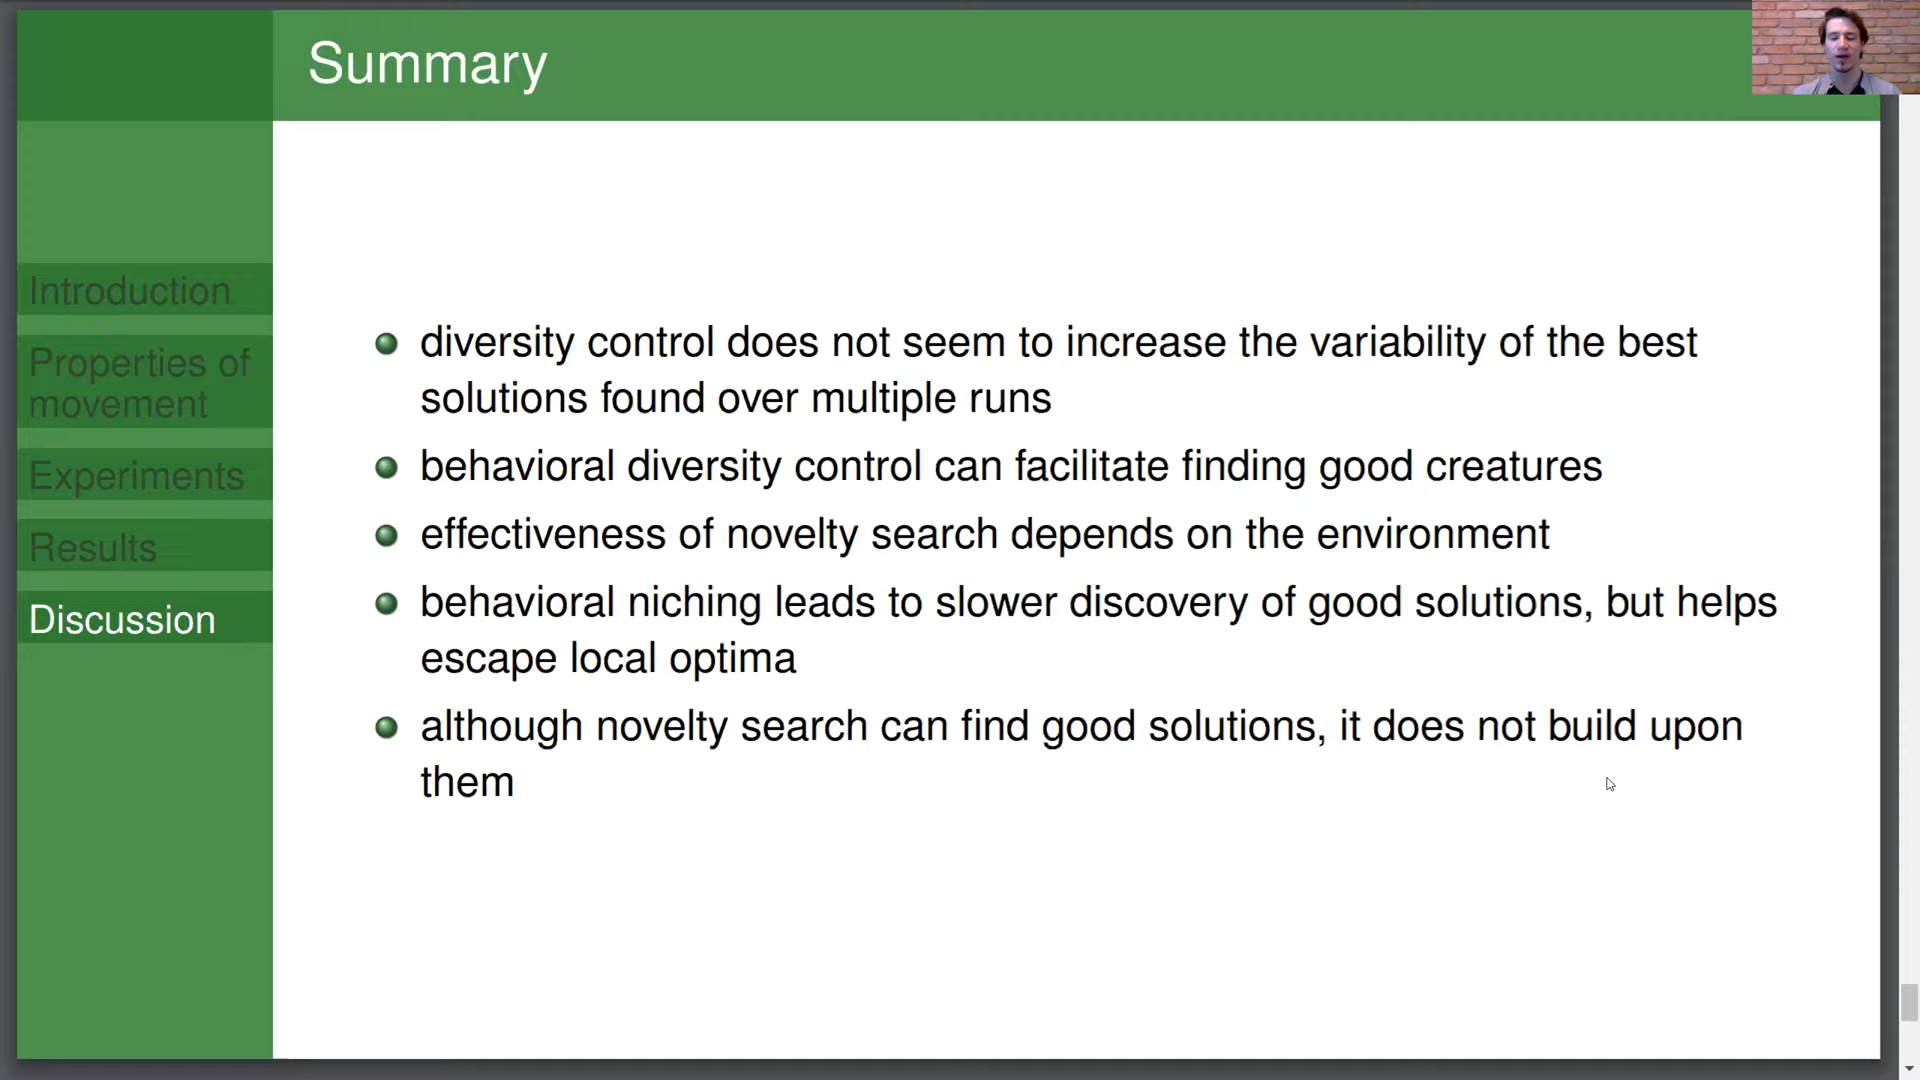 Summary
Introduction
Properties of
movement
Experiments
Results
Discussion
diversity control does not seem to increase the variability of the best
solutions found over multiple runs
behavioral diversity control can facilitate finding good creatures
effectiveness of novelty search depends on the environment
behavioral niching leads to slower discovery of good solutions, but helps
escape local optima
although novelty search can find good solutions, it does not build upon
them